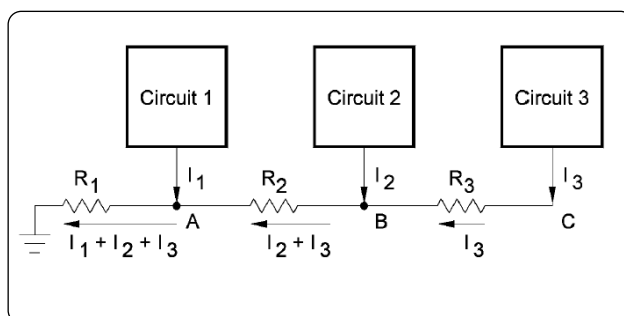 Circuit 1
Circuit 2
Circuit 3
R1
I1
R2
I2
R3
I3
A
B
C
I1 + I2 + I3
I2 + I3
I3